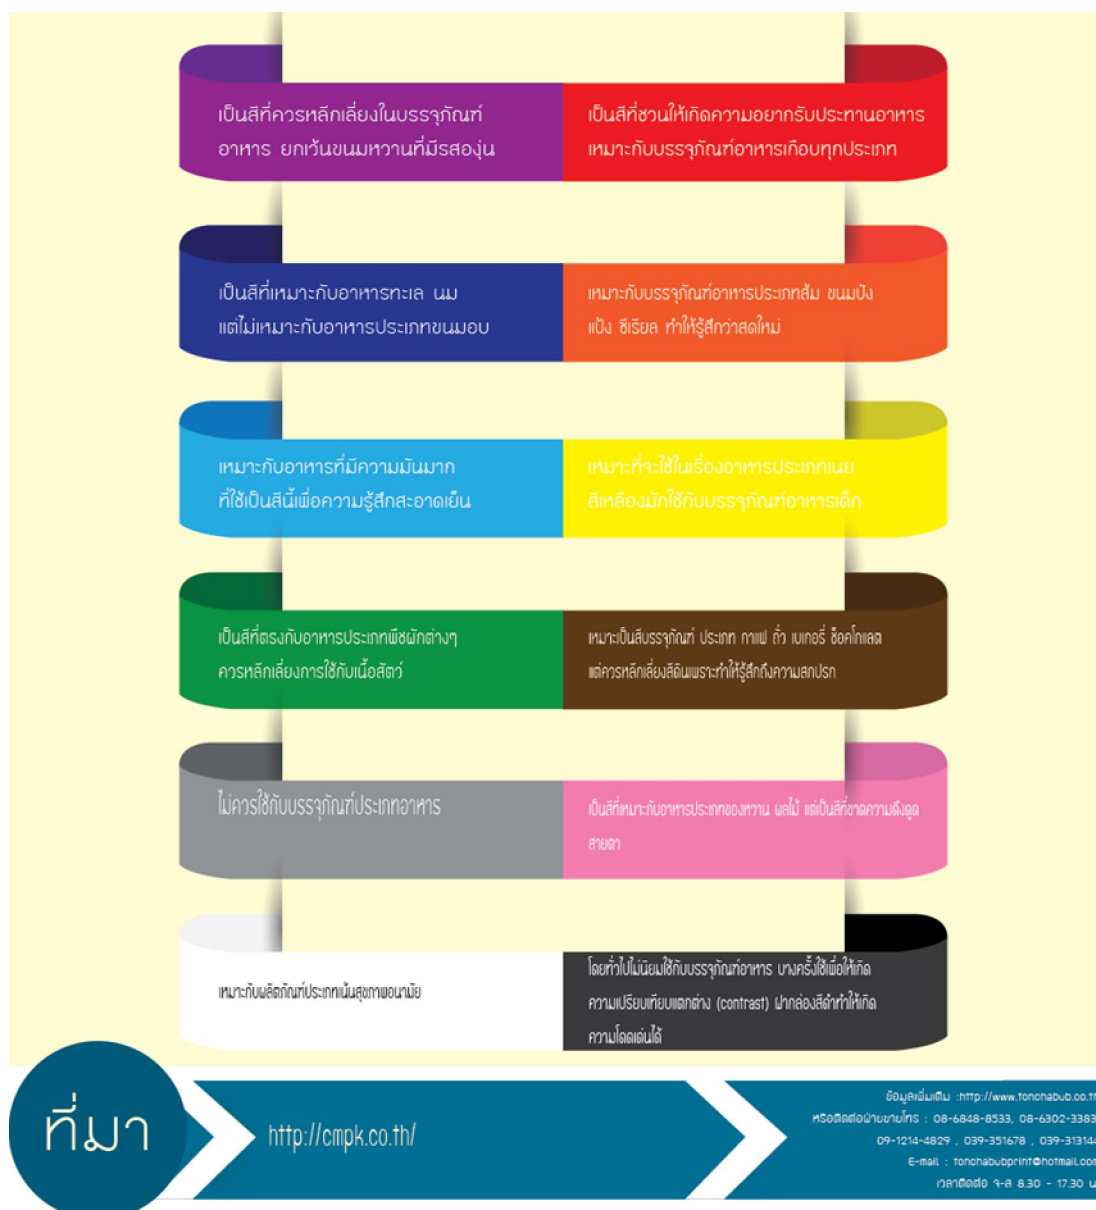 เป็นสีที่ควรหลีกเลี่ยงในบรรจุภัณฑ์
อาหาร ยกเว้นขนมหวานที่มีรสองุ่น
เป็นสีที่ชวนให้เกิดความอยากรับประทานอาหาร
เหมาะกับบรรจุภัณฑ์อาหารเกือบทุกประเภท
เป็นสีที่เหมาะกับอาหารทะเล นม
แต่ไม่เหมาะกับอาหารประเภทขนมอบ
เหมาะกับบรรจุภัณฑ์อาหารประเภทส้ม ขนมปัง
แป้ง ซีเรียล ทำให้รู้สึกว่าสดใหม่
เหมาะกับอาหารที่มีความมันมาก
ที่ใช้เป็นสีนี้เพื่อความรู้สึกสะอาดเย็น
เหมาะที่จะใช้ในเรื่องอาหารประเภทเนย
สีเหลืองมักใช้กับบรรจุภัณฑ์อาหารเด็ก
เป็นสีที่ตรงกับอาหารประเภทพืชผักต่างๆ
ควรหลีกเลี่ยงการใช้กับเนื้อสัตว์
เหมาะเป็นสีบรรจุภัณฑ์ ประเภท กาแฟ ถั่ว เบเกอรี่ ช็อคโกแลต
แต่ควรหลีกเลี่ยงสีดินเพราะทำให้รู้สึกถึงความสกปรก
ไม่ควรใช้กับบรรจุภัณฑ์ประเภทอาหาร
เป็นสีที่เหมาะกับอาหารประเภทของหวาน ผลไม้ แต่เป็นสีที่ขาดความดึงดูด
สายตา
เหมาะกับผลิตภัณฑ์ประเภทเน้นสุขภาพอนามัย
โดยทั่วไปไม่นิยมใช้กับบรรจุภัณฑ์อาหาร บางครั้งใช้เพื่อให้เกิด
ความเปรียบเทียบแตกต่าง (contrast) ฝากล่องสีดำทำให้เกิด
ความโดดเด่นได้
ที่มา
http://cmpk.co.th/
ข้อมูลเพิ่มเติม :http://www.tonohabub.co.th
หรือติดต่อฝ่ายขายโทร : 08-6848-8533, 08-6302-3383
09-1214-4829 , 039-351678 , 039-313144
E-mail : tonohabubprint@hotmail.com
เวลาติดต่อ จ-ส 8.30 - 17.30 น